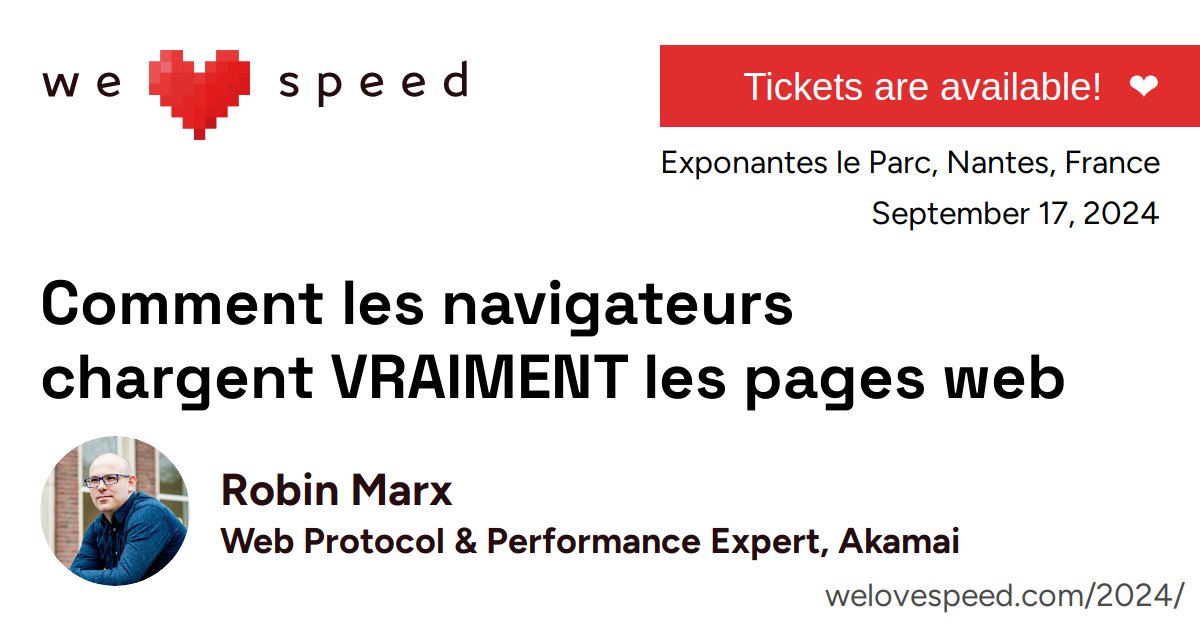 we ❤ speed
Tickets are available! ❤
Exponantes le Parc, Nantes, France
September 17, 2024
Comment les navigateurs
chargent VRAIMENT les pages web
Robin Marx
Web Protocol & Performance Expert, Akamai
welovespeed.com/2024/